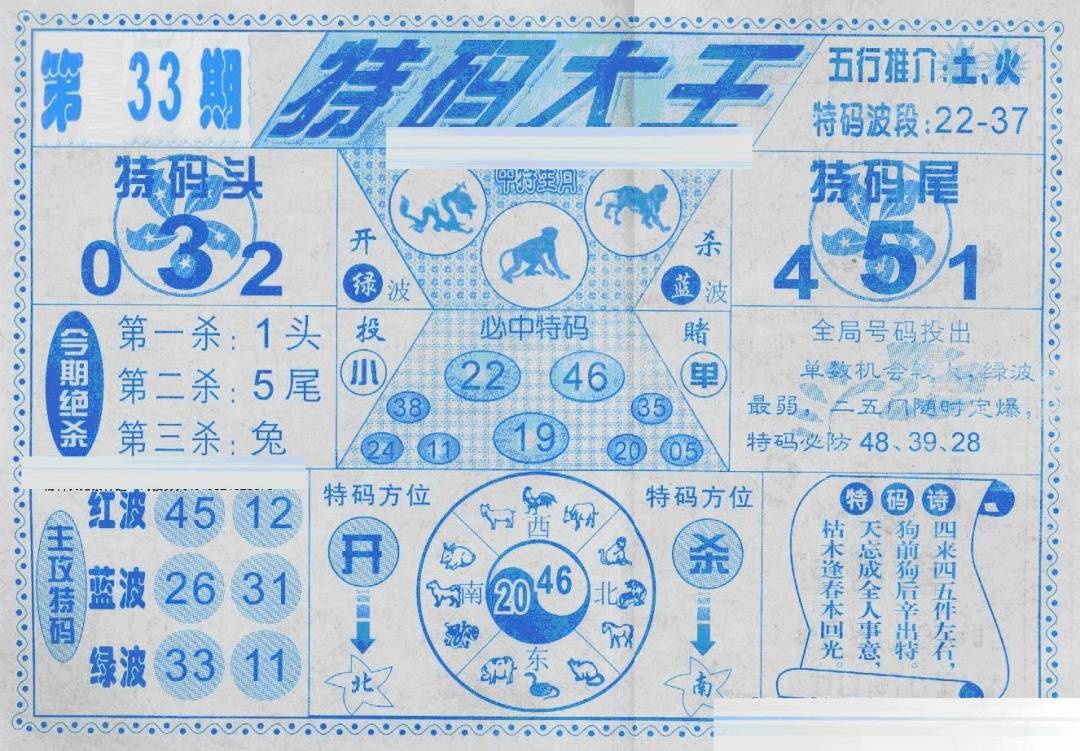 第 33 期
特码大王
五行推介:土、火
特码波段:22-37
特码头
0 3 2
中特生肖
开
绿波
杀
蓝波
特码尾
4 5 1
今期绝杀
第一杀:1头
第二杀:5尾
第三杀:兔
投
小
必中特码
22 46
38 35
19
24 11 20 05
赌
单
全局号码投出
单数机会较大,绿波
最弱,二五门随时定爆,
特码必防48、39、28
主攻特码
红波 45 12
蓝波 26 31
绿波 33 11
特码方位
开
北
西
南
北
东
20 46
特码方位
杀
南
特码诗
四来四五件左右,
狗前狗后辛出特。
天忌成全人事意、
枯木逢春本回光。